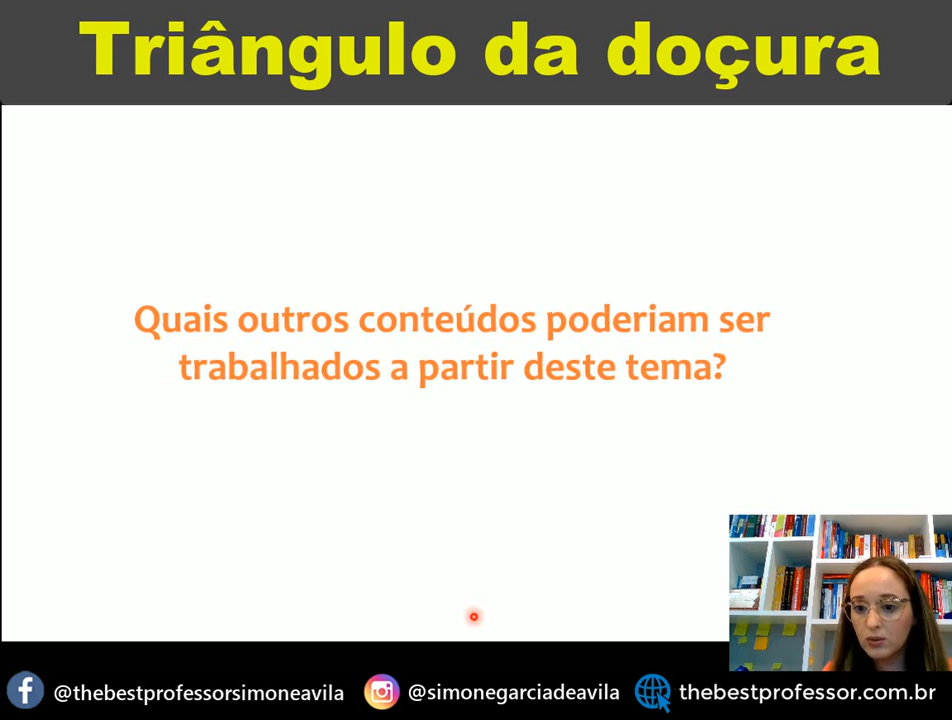 Triângulo da doçura
Quais outros conteúdos poderiam ser
trabalhados a partir deste tema?
@thebestprofessorsimoneavila @simonegarciadeavila thebestprofessor.com.br